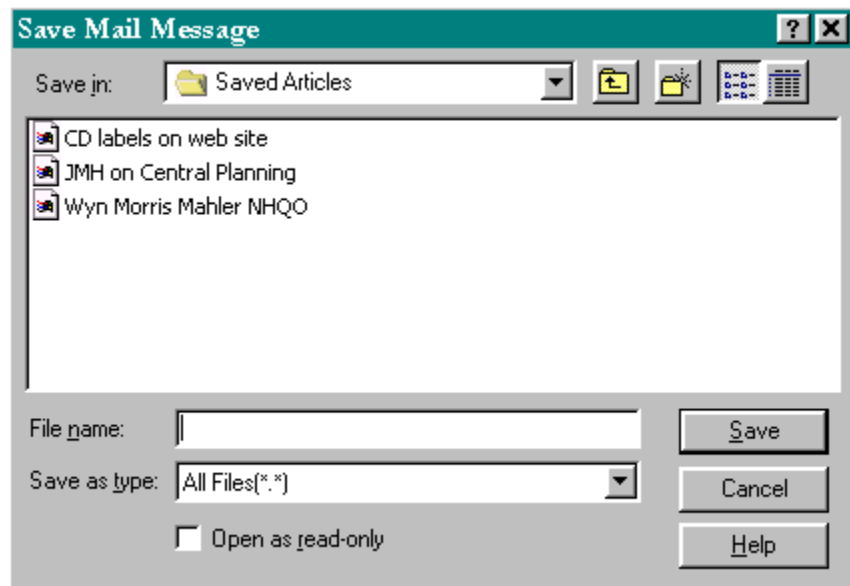 Save Mail Message
Save in: Saved Articles
CD labels on web site
JMH on Central Planning
Wyn Morris Mahler NHQO
File name:
Save
Save as type: All Files(*.*)
Cancel
Open as read-only
Help